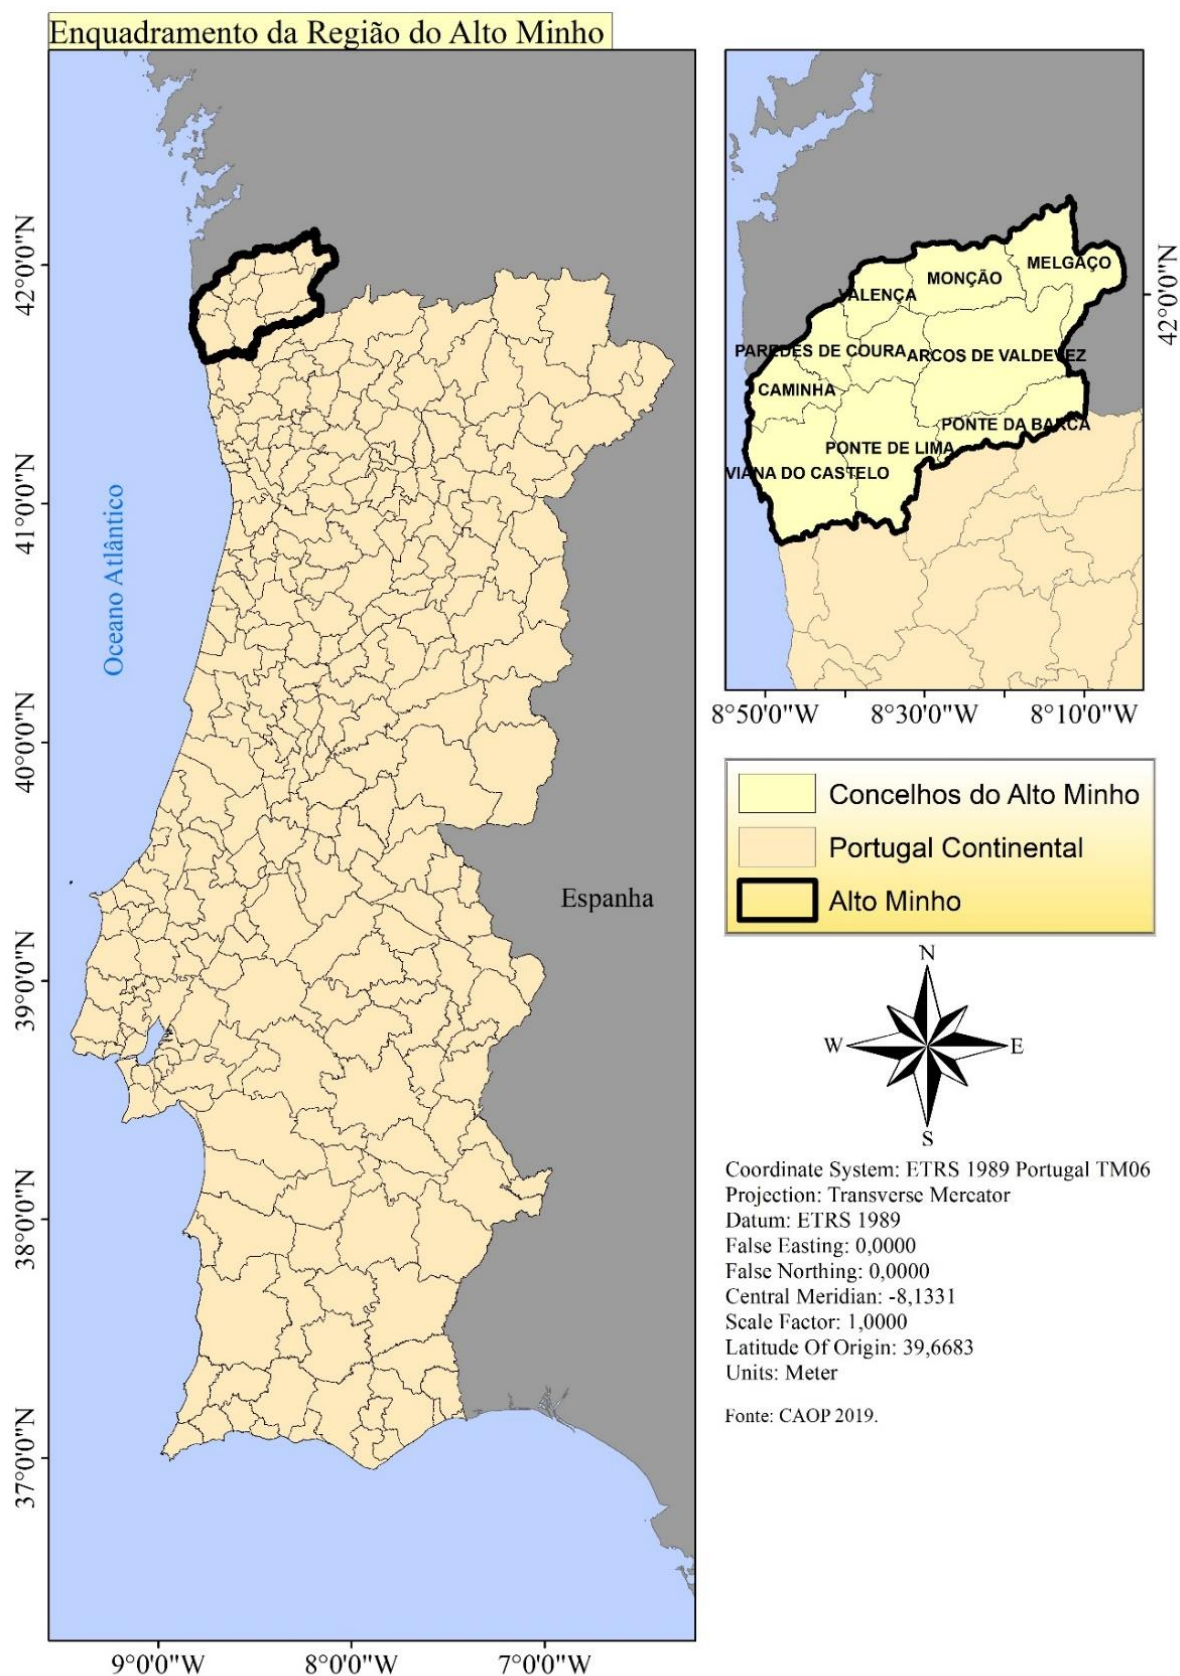 Enquadramento da Região do Alto Minho
42°0'0"N
41°0'0"N
40°0'0"N
39°0'0"N
38°0'0"N
37°0'0"N
Oceano Atlântico
Espanha
9°0'0"W
8°0'0"W
7°0'0"W
MELGAÇO
MONÇÃO
VALENÇA
PAREDES DE COURA
ARCOS DE VALDEVEZ
CAMINHA
PONTE DA BARCA
PONTE DE LIMA
VIANA DO CASTELO
42°0'0"N
8°50'0"W
8°30'0"W
8°10'0"W
Concelhos do Alto Minho
Portugal Continental
Alto Minho
N
W
E
S
Coordinate System: ETRS 1989 Portugal TM06
Projection: Transverse Mercator
Datum: ETRS 1989
False Easting: 0,0000
False Northing: 0,0000
Central Meridian: -8,1331
Scale Factor: 1,0000
Latitude Of Origin: 39,6683
Units: Meter
Fonte: CAOP 2019.